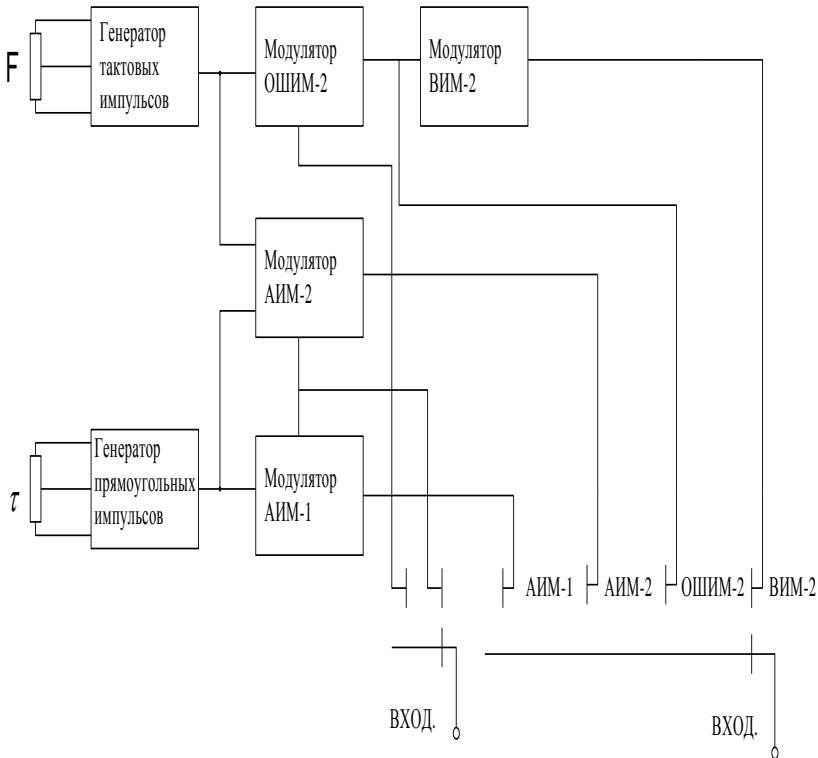 F
Генератор
тактовых
импульсов
Модулятор
ОШИМ-2
Модулятор
ВИМ-2
Модулятор
АИМ-2
τ
Генератор
прямоугольных
импульсов
Модулятор
АИМ-1
АИМ-1
АИМ-2
ОШИМ-2
ВИМ-2
ВХОД.
ВХОД.